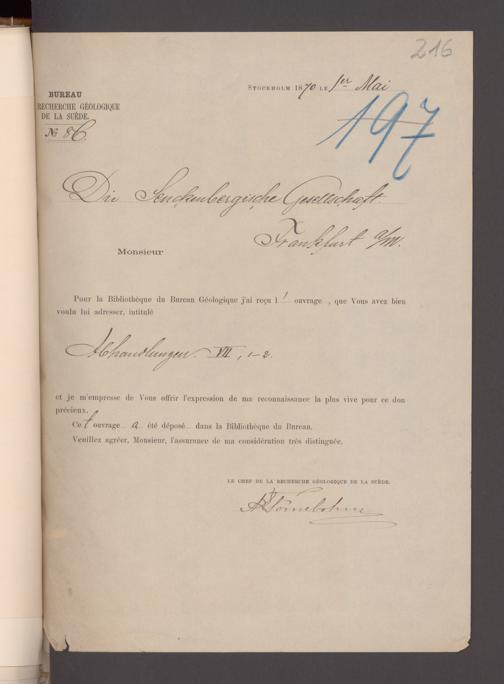 216
STOCKHOLM 1870 LE 1er Mai
BUREAU
RECHERCHE GÉOLOGIQUE
DE LA SUÈDE.
№ 86.
197
Die Senckenbergische Gesellschaft
Frankfurt a/M.
Monsieur
Pour la Bibliothèque du Bureau Géologique j'ai reçu l' ouvrage , que Vous avez bien
voulu lui adresser, intitulé
Abhandlungen. VII, 1-2.
et je m'empresse de Vous offrir l'expression de ma reconnaissance la plus vive pour ce don
précieux.
Cet ouvrage a été déposé dans la Bibliothèque du Bureau.
Veuillez agréer, Monsieur, l'assurance de ma considération très distinguée.
LE CHEF DE LA RECHERCHE GÉOLOGIQUE DE LA SUÈDE.
Törnebohm